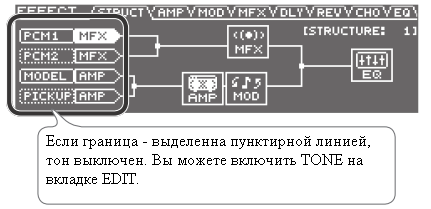 EFFECT STRUCT AMP MOD MFX DLY REV CHO EQ
PCM1 MFX
[STRUCTURE: 1]
MFX
PCM2 MFX
EQ
MODEL AMP
PICKUP AMP
AMP MOD
Если граница - выделенна пунктирной линией,
тон выключен. Вы можете включить TONE на
вкладке EDIT.